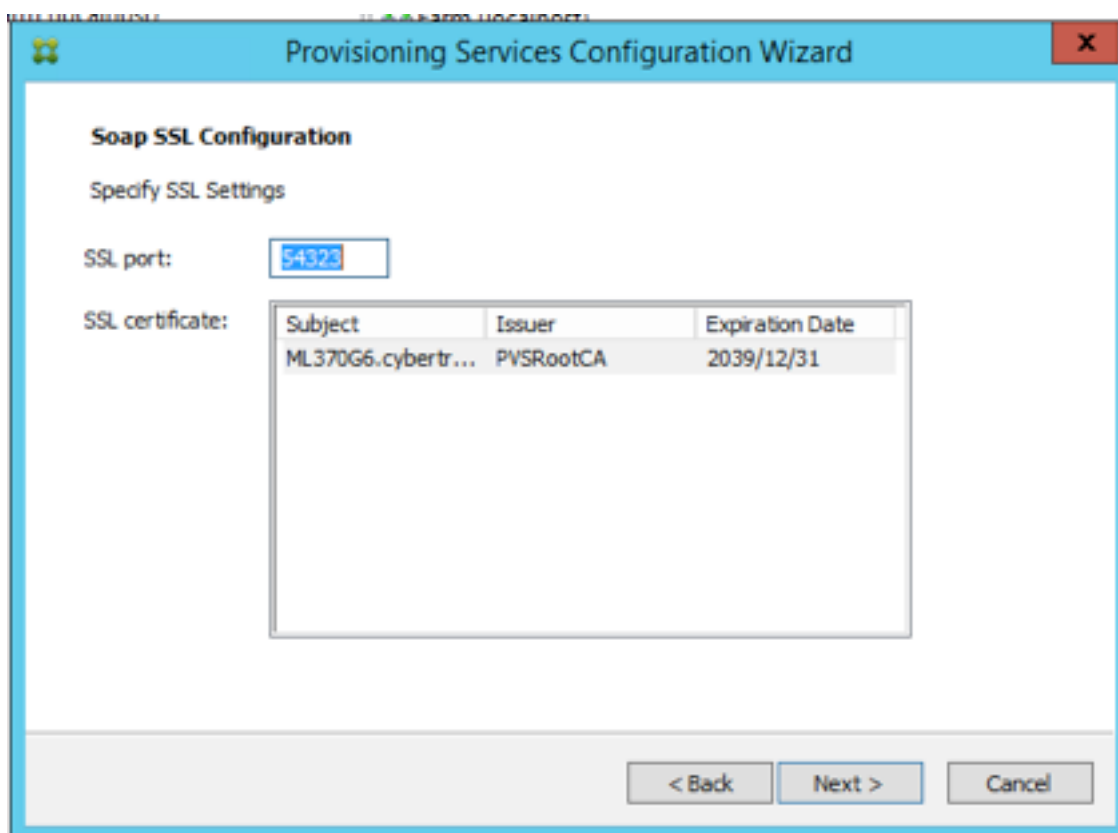 Provisioning Services Configuration Wizard
x
Soap SSL Configuration
Specify SSL Settings
SSL port: 54323
SSL certificate: Subject Issuer Expiration Date
ML370G6.cybertr... PVSRootCA 2039/12/31
< Back Next > Cancel